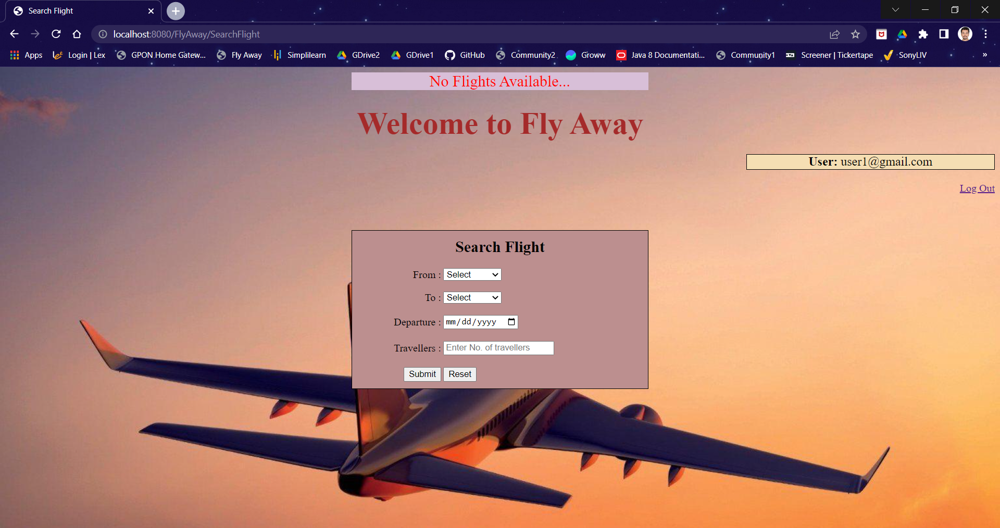 Search Flight
localhost:8080/FlyAway/SearchFlight
Apps Login | Lex GPON Home Gatew... Fly Away Simplilearn GDrive2 GDrive1 GitHub Community2 Groww Java 8 Documentati... Community1 Screener | Tickertape SonyLIV »
No Flights Available...
Welcome to Fly Away
User: user1@gmail.com
Log Out
Search Flight
From : Select
To : Select
Departure : mm/dd/yyyy
Travellers : Enter No. of travellers
Submit Reset